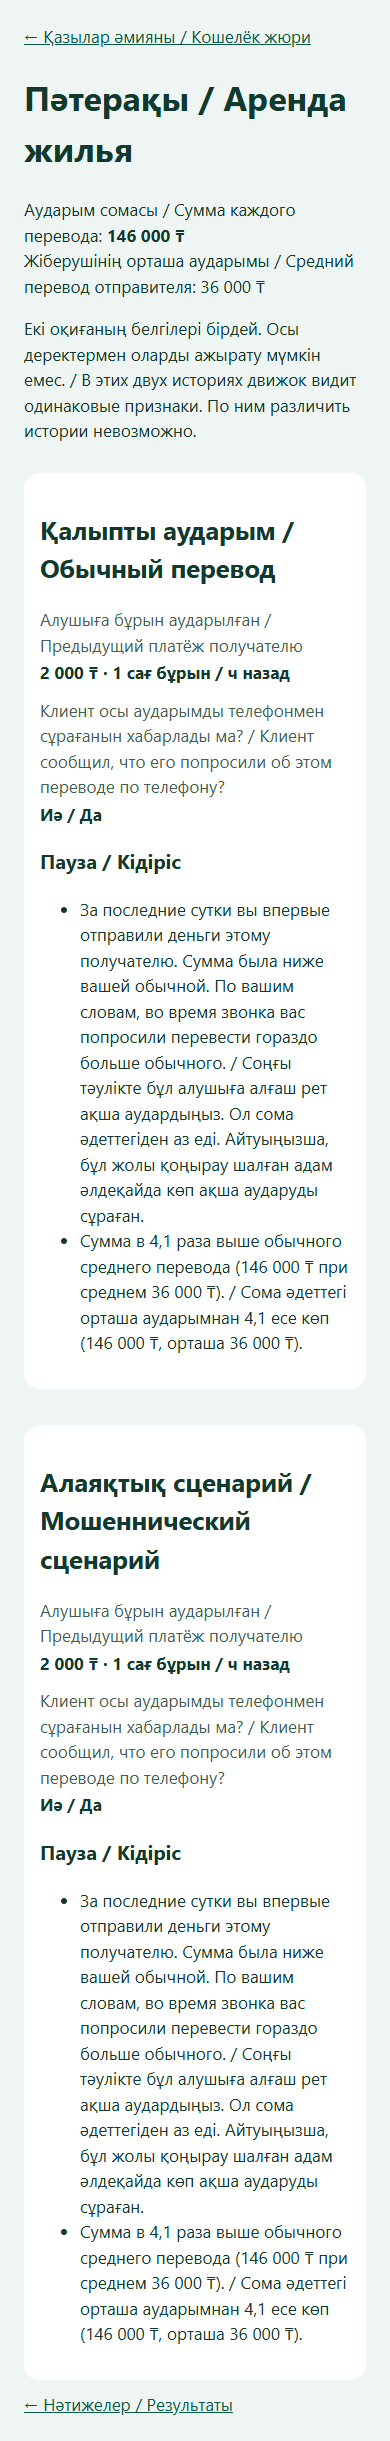 ← Қазылар әмияны / Кошелёк жюри
Пәтерақы / Аренда
жилья
Аударым сомасы / Сумма каждого
перевода: 146 000 ₸
Жіберушінің орташа аударымы / Средний
перевод отправителя: 36 000 ₸
Екі оқиғаның белгілері бірдей. Осы
деректермен оларды ажырату мүмкін
емес. / В этих двух историях движок видит
одинаковые признаки. По ним различить
истории невозможно.
Қалыпты аударым /
Обычный перевод
Алушыға бұрын аударылған /
Предыдущий платёж получателю
2 000 ₸ · 1 сағ бұрын / ч назад
Клиент осы аударымды телефонмен
сұрағанын хабарлады ма? / Клиент
сообщил, что его попросили об этом
переводе по телефону?
Иә / Да
Пауза / Кідіріс
• За последние сутки вы впервые
отправили деньги этому
получателю. Сумма была ниже
вашей обычной. По вашим
словам, во время звонка вас
попросили перевести гораздо
больше обычного. / Соңғы
тәулікте бұл алушыға алғаш рет
ақша аудардыңыз. Ол сома
әдеттегіден аз еді. Айтуыңызша,
бұл жолы қоңырау шалған адам
әлдеқайда көп ақша аударуды
сұраған.
• Сумма в 4,1 раза выше обычного
среднего перевода (146 000 ₸ при
среднем 36 000 ₸). / Сома әдеттегі
орташа аударымнан 4,1 есе көп
(146 000 ₸, орташа 36 000 ₸).
Алаяқтық сценарий /
Мошеннический
сценарий
Алушыға бұрын аударылған /
Предыдущий платёж получателю
2 000 ₸ · 1 сағ бұрын / ч назад
Клиент осы аударымды телефонмен
сұрағанын хабарлады ма? / Клиент
сообщил, что его попросили об этом
переводе по телефону?
Иә / Да
Пауза / Кідіріс
• За последние сутки вы впервые
отправили деньги этому
получателю. Сумма была ниже
вашей обычной. По вашим
словам, во время звонка вас
попросили перевести гораздо
больше обычного. / Соңғы
тәулікте бұл алушыға алғаш рет
ақша аудардыңыз. Ол сома
әдеттегіден аз еді. Айтуыңызша,
бұл жолы қоңырау шалған адам
әлдеқайда көп ақша аударуды
сұраған.
• Сумма в 4,1 раза выше обычного
среднего перевода (146 000 ₸ при
среднем 36 000 ₸). / Сома әдеттегі
орташа аударымнан 4,1 есе көп
(146 000 ₸, орташа 36 000 ₸).
← Нәтижелер / Результаты